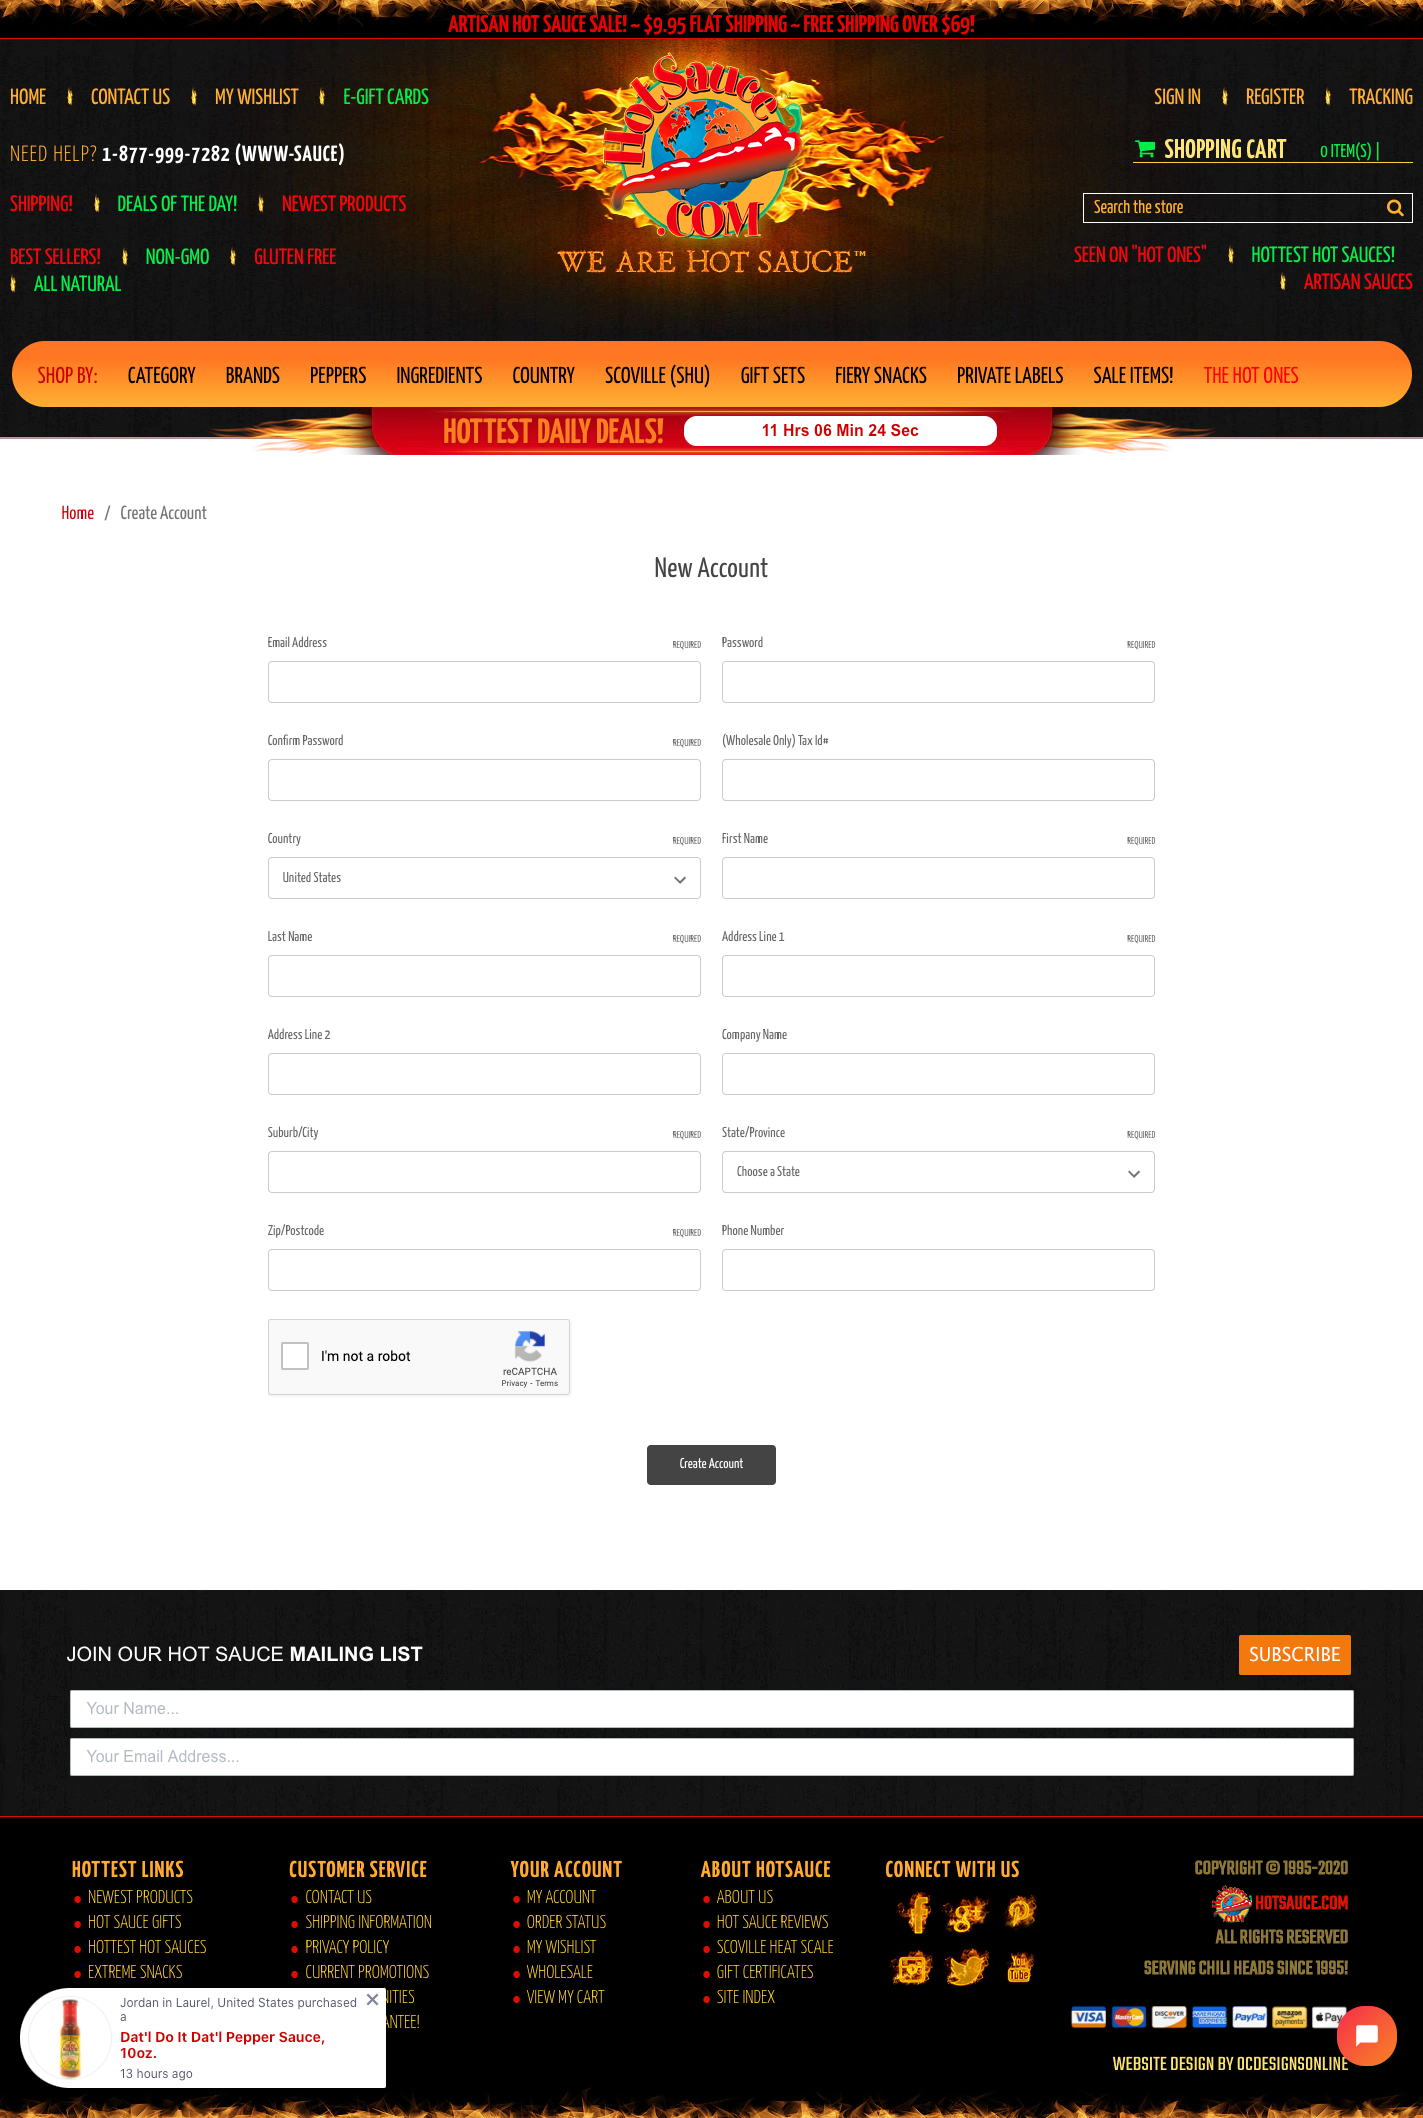 ARTISAN HOT SAUCE SALE! ~ $9.95 FLAT SHIPPING ~ FREE SHIPPING OVER $69!
HOME CONTACT US MY WISHLIST E-GIFT CARDS
SIGN IN REGISTER TRACKING
NEED HELP? 1-877-999-7282 (WWW-SAUCE)
SHOPPING CART 0 ITEM(S) |
SHIPPING! DEALS OF THE DAY! NEWEST PRODUCTS
Search the store
BEST SELLERS! NON-GMO GLUTEN FREE
ALL NATURAL
HotSauce
.COM
WE ARE HOT SAUCE™
SEEN ON "HOT ONES" HOTTEST HOT SAUCES!
ARTISAN SAUCES
SHOP BY: CATEGORY BRANDS PEPPERS INGREDIENTS COUNTRY SCOVILLE (SHU) GIFT SETS FIERY SNACKS PRIVATE LABELS SALE ITEMS! THE HOT ONES
HOTTEST DAILY DEALS! 11 Hrs 06 Min 24 Sec
Home / Create Account
New Account
Email Address REQUIRED Password REQUIRED
Confirm Password REQUIRED (Wholesale Only) Tax Id#
Country REQUIRED First Name REQUIRED
United States
Last Name REQUIRED Address Line 1 REQUIRED
Address Line 2 Company Name
Suburb/City REQUIRED State/Province REQUIRED
Choose a State
Zip/Postcode REQUIRED Phone Number
I'm not a robot
reCAPTCHA
Privacy - Terms
Create Account
JOIN OUR HOT SAUCE MAILING LIST
SUBSCRIBE
Your Name...
Your Email Address...
HOTTEST LINKS
NEWEST PRODUCTS
HOT SAUCE GIFTS
HOTTEST HOT SAUCES
EXTREME SNACKS
CUSTOMER SERVICE
CONTACT US
SHIPPING INFORMATION
PRIVACY POLICY
CURRENT PROMOTIONS
NITIES
ANTEE!
YOUR ACCOUNT
MY ACCOUNT
ORDER STATUS
MY WISHLIST
WHOLESALE
VIEW MY CART
ABOUT HOTSAUCE
ABOUT US
HOT SAUCE REVIEWS
SCOVILLE HEAT SCALE
GIFT CERTIFICATES
SITE INDEX
CONNECT WITH US
You
Tube
COPYRIGHT © 1995-2020
HOTSAUCE.COM
ALL RIGHTS RESERVED
SERVING CHILI HEADS SINCE 1995!
VISA MasterCard DISCOVER AMERICAN EXPRESS PayPal amazon payments Pay
WEBSITE DESIGN BY OCDESIGNSONLINE
Jordan in Laurel, United States purchased
a
Dat'l Do It Dat'l Pepper Sauce,
10oz.
13 hours ago